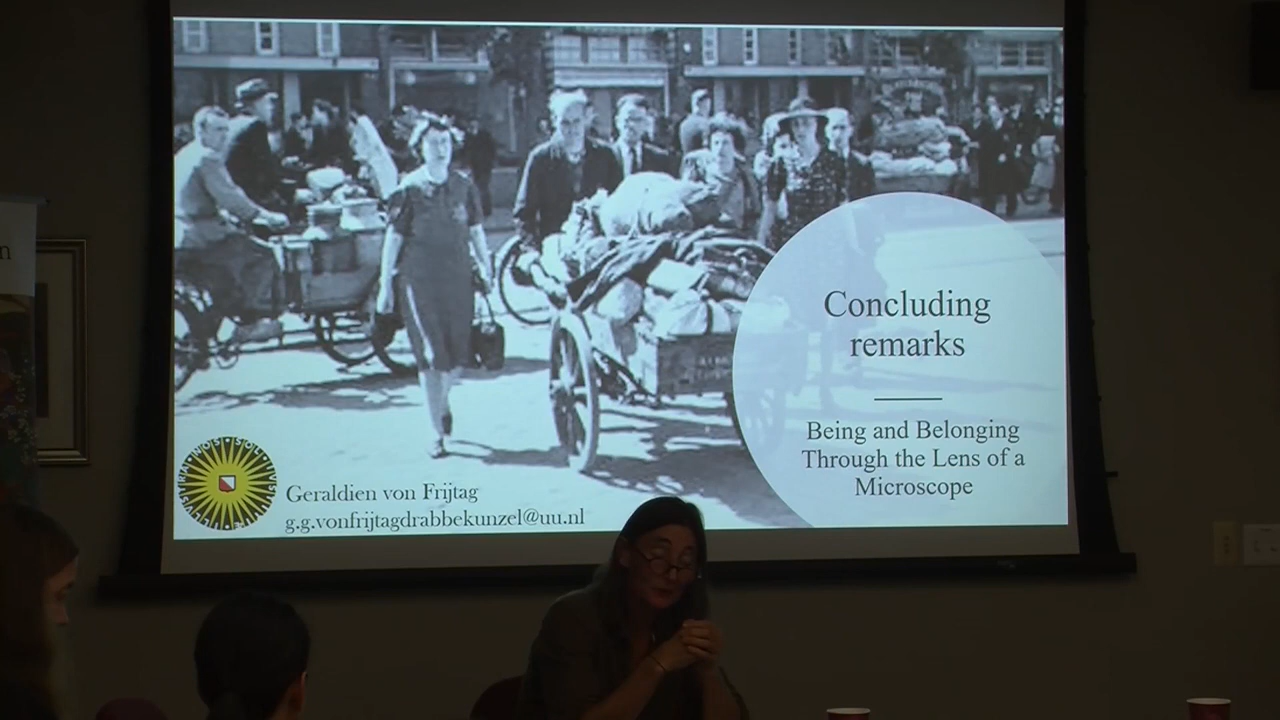 n
Concluding
remarks
Being and Belonging
Through the Lens of a
Microscope
Geraldien von Frijtag
g.g.vonfrijtagdrabbekunzel@uu.nl